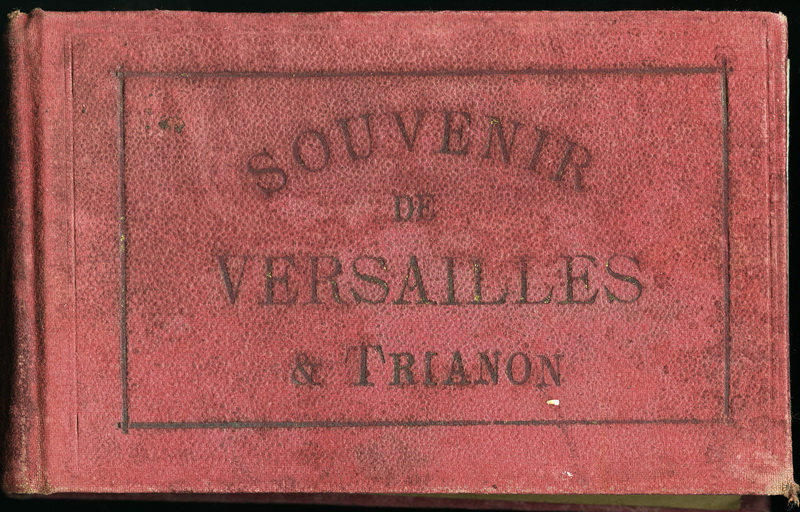 SOUVENIR
DE
VERSAILLES
& TRIANON